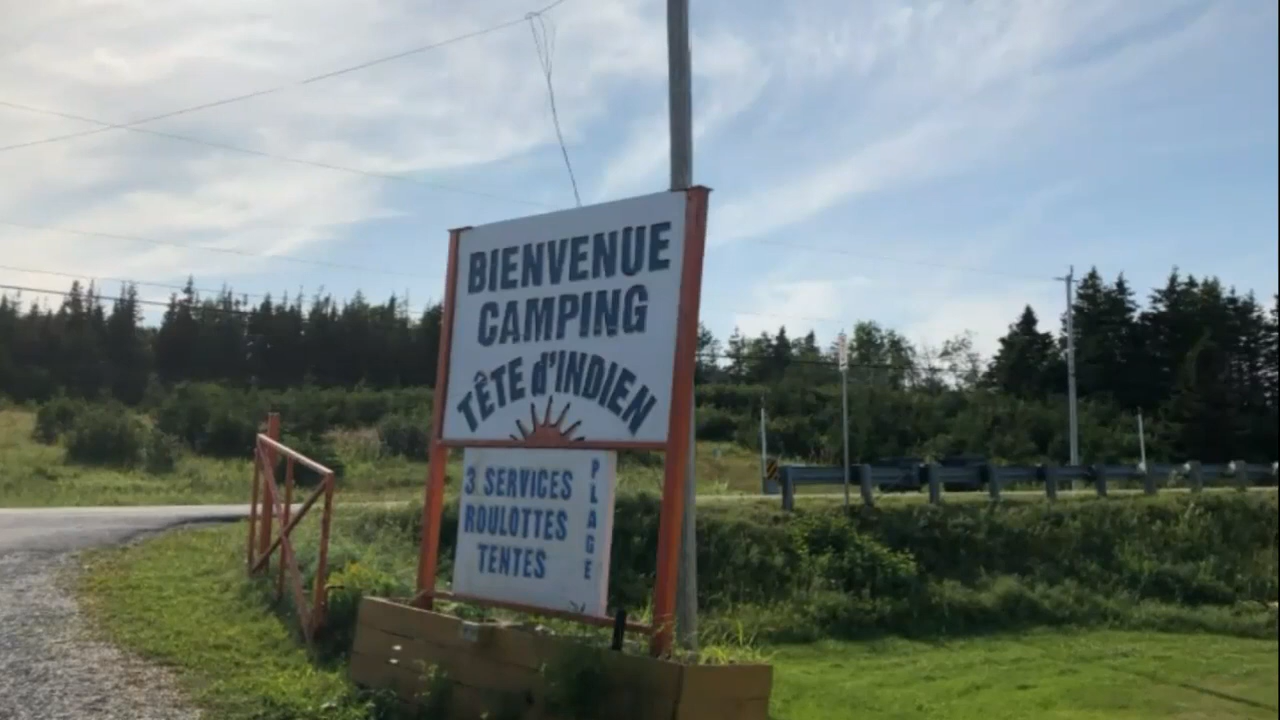 BIENVENUE
CAMPING
TÊTE d'INDIEN
3 SERVICES
ROULOTTES
TENTES
PLAGE